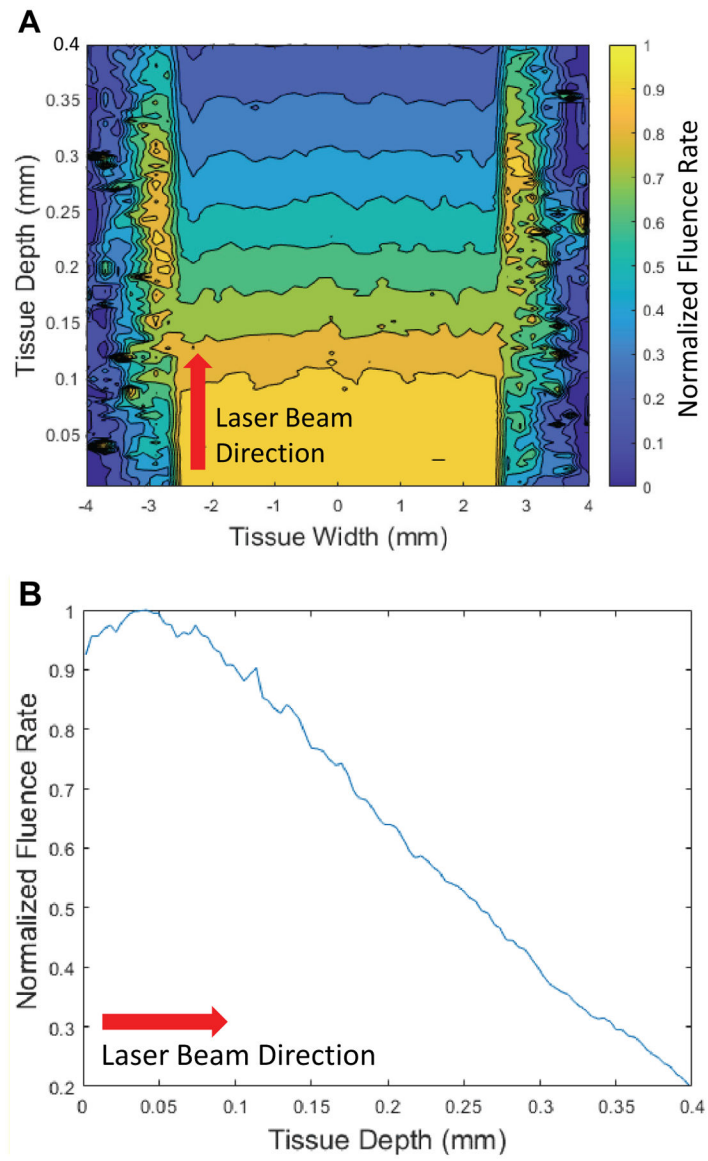 A
0.4
0.35
0.3
0.25
0.2
0.15
0.1
0.05
Tissue Depth (mm)
Laser Beam
Direction
-4 -3 -2 -1 0 1 2 3 4
Tissue Width (mm)
1
0.9
0.8
0.7
0.6
0.5
0.4
0.3
0.2
0.1
0
Normalized Fluence Rate
B
1
0.9
0.8
0.7
0.6
0.5
0.4
0.3
0.2
Normalized Fluence Rate
Laser Beam Direction
0 0.05 0.1 0.15 0.2 0.25 0.3 0.35 0.4
Tissue Depth (mm)